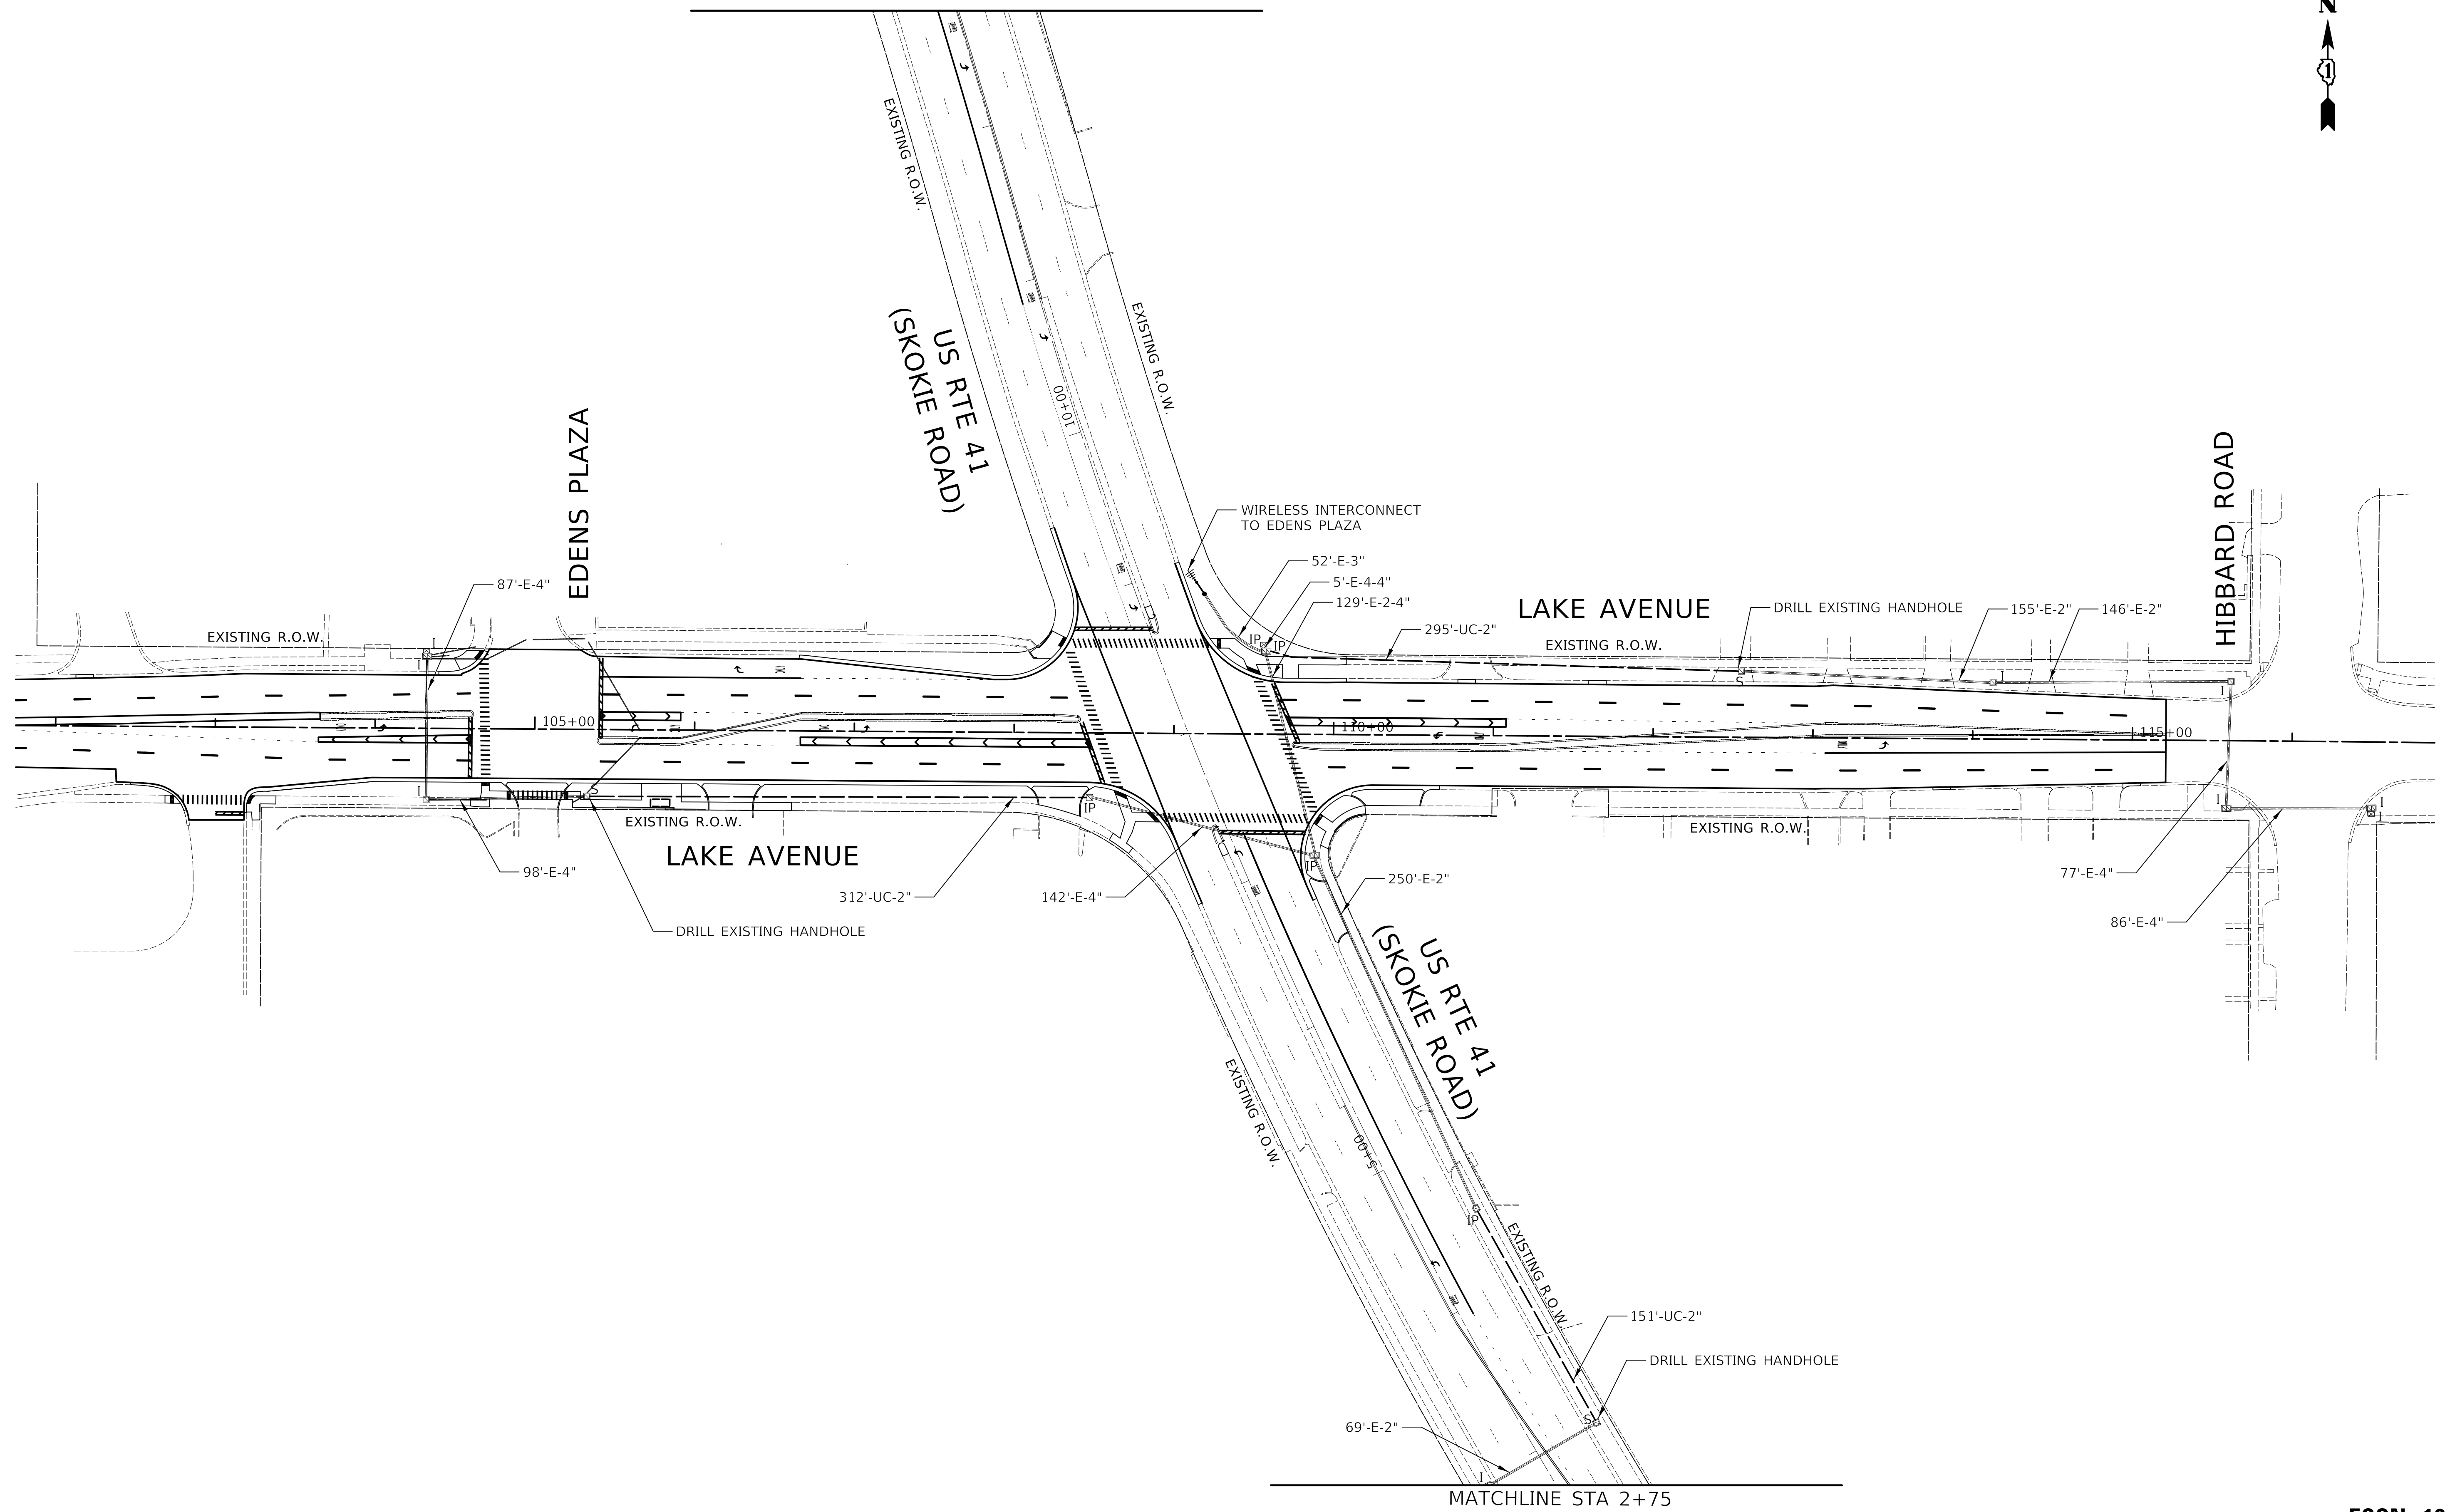 N
1
EXISTING R.O.W.
US RTE 41
(SKOKIE ROAD)
EXISTING R.O.W.
10+00
EDENS PLAZA
HIBBARD ROAD
WIRELESS INTERCONNECT
TO EDENS PLAZA
52'-E-3"
5'-E-4-4"
129'-E-2-4"
87'-E-4"
LAKE AVENUE
DRILL EXISTING HANDHOLE
155'-E-2"
146'-E-2"
295'-UC-2"
EXISTING R.O.W.
EXISTING R.O.W.
I
I
IP
IP
S
I
I
105+00
110+00
115+00
I
S
IP
I
I
I
EXISTING R.O.W.
EXISTING R.O.W.
LAKE AVENUE
IP
98'-E-4"
312'-UC-2"
142'-E-4"
250'-E-2"
77'-E-4"
86'-E-4"
DRILL EXISTING HANDHOLE
US RTE 41
(SKOKIE ROAD)
EXISTING R.O.W.
5+00
IP
EXISTING R.O.W.
151'-UC-2"
DRILL EXISTING HANDHOLE
S
69'-E-2"
I
MATCHLINE STA 2+75